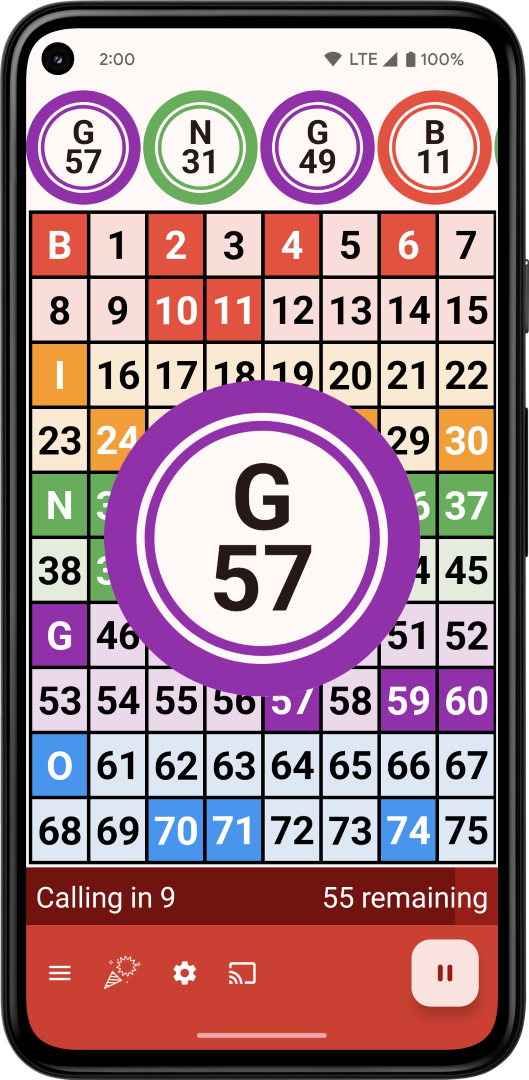 2:00 LTE 100%
G N G B
57 31 49 11
B 1 2 3 4 5 6 7
8 9 10 11 12 13 14 15
I 16 17 18 19 20 21 22
23 24 29 30
G
N 37
57
38 45
G 46 51 52
53 54 55 56 57 58 59 60
O 61 62 63 64 65 66 67
68 69 70 71 72 73 74 75
Calling in 9 55 remaining